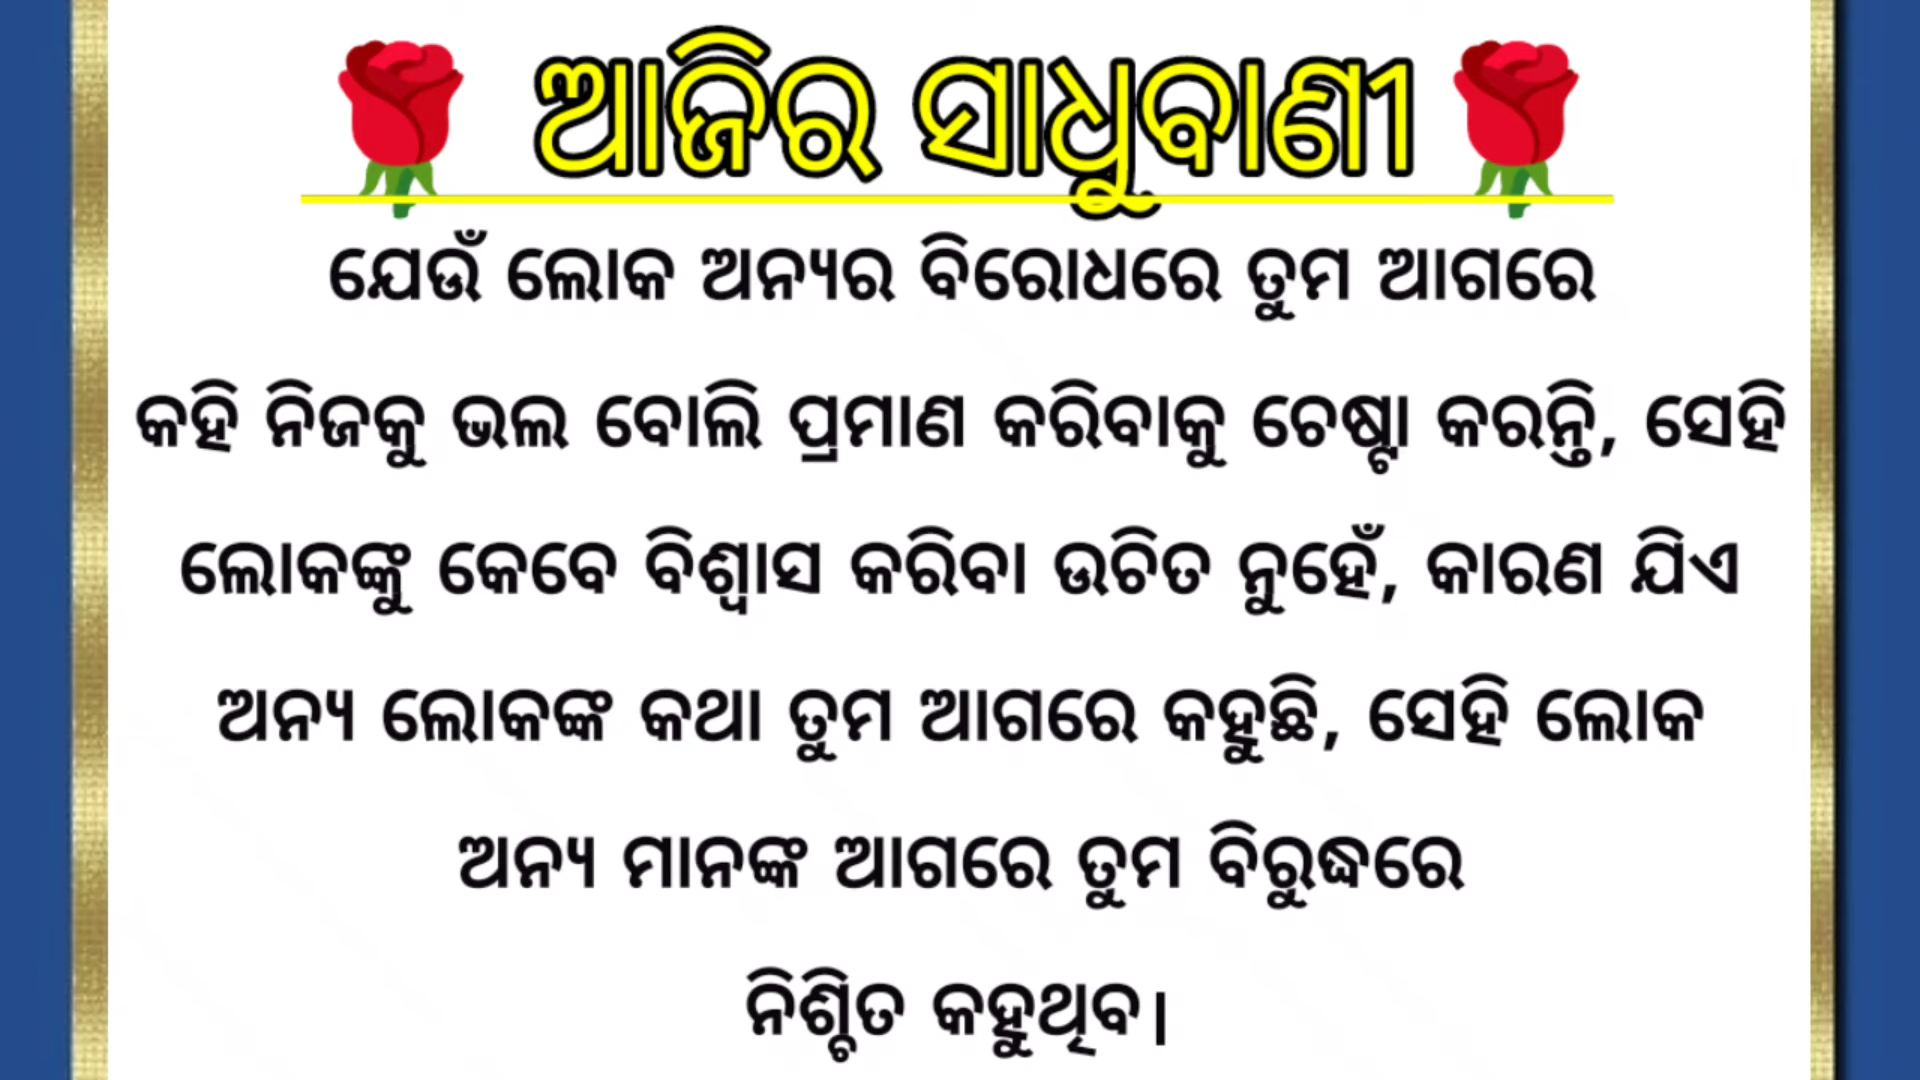 ଆଜିର ସାଧୁବାଣୀ
ଯେଉଁ ଲୋକ ଅନ୍ୟର ବିରୋଧରେ ତୁମ ଆଗରେ
କହି ନିଜକୁ ଭଲ ବୋଲି ପ୍ରମାଣ କରିବାକୁ ଚେଷ୍ଟା କରନ୍ତି, ସେହି
ଲୋକଙ୍କୁ କେବେ ବିଶ୍ୱାସ କରିବା ଉଚିତ ନୁହେଁ, କାରଣ ଯିଏ
ଅନ୍ୟ ଲୋକଙ୍କ କଥା ତୁମ ଆଗରେ କହୁଛି, ସେହି ଲୋକ
ଅନ୍ୟ ମାନଙ୍କ ଆଗରେ ତୁମ ବିରୁଦ୍ଧରେ
ନିଶ୍ଚିତ କହୁଥିବ।